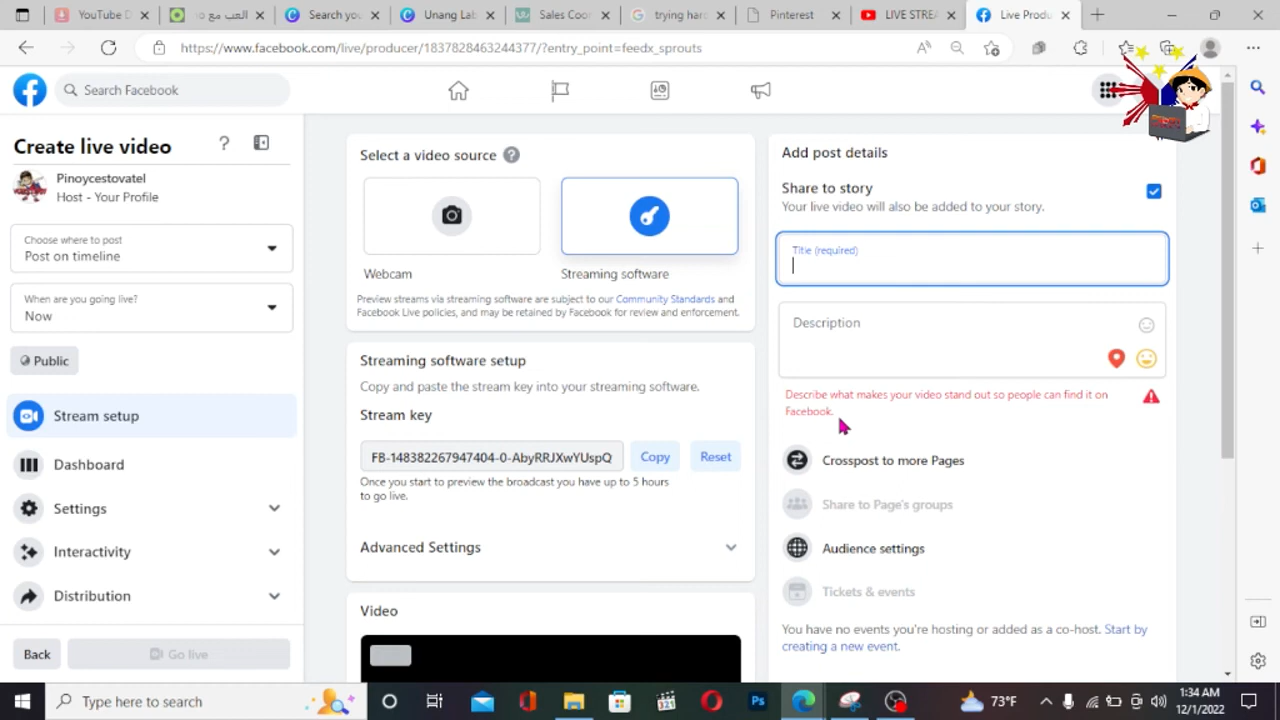 YouTube D
العب مع
Search you
Unang Lab
Sales Coor
trying har
Pinterest
LIVE STREA
Live Produ
https://www.facebook.com/live/producer/1837828463244377/?entry_point=feedx_sprouts
Search Facebook
Create live video
Pinoycestovatel
Host - Your Profile
Choose where to post
Post on timeline
When are you going live?
Now
Public
Stream setup
Dashboard
Settings
Interactivity
Distribution
Back
Go live
Select a video source
Webcam
Streaming software
Preview streams via streaming software are subject to our Community Standards and
Facebook Live policies, and may be retained by Facebook for review and enforcement.
Streaming software setup
Copy and paste the stream key into your streaming software.
Stream key
FB-148382267947404-0-AbyRRJXwYUspQ
Copy
Reset
Once you start to preview the broadcast you have up to 5 hours
to go live.
Advanced Settings
Video
Add post details
Share to story
Your live video will also be added to your story.
Title (required)
Description
Describe what makes your video stand out so people can find it on
Facebook.
Crosspost to more Pages
Share to Page's groups
Audience settings
Tickets & events
You have no events you're hosting or added as a co-host. Start by
creating a new event.
Type here to search
73°F
1:34 AM
12/1/2022